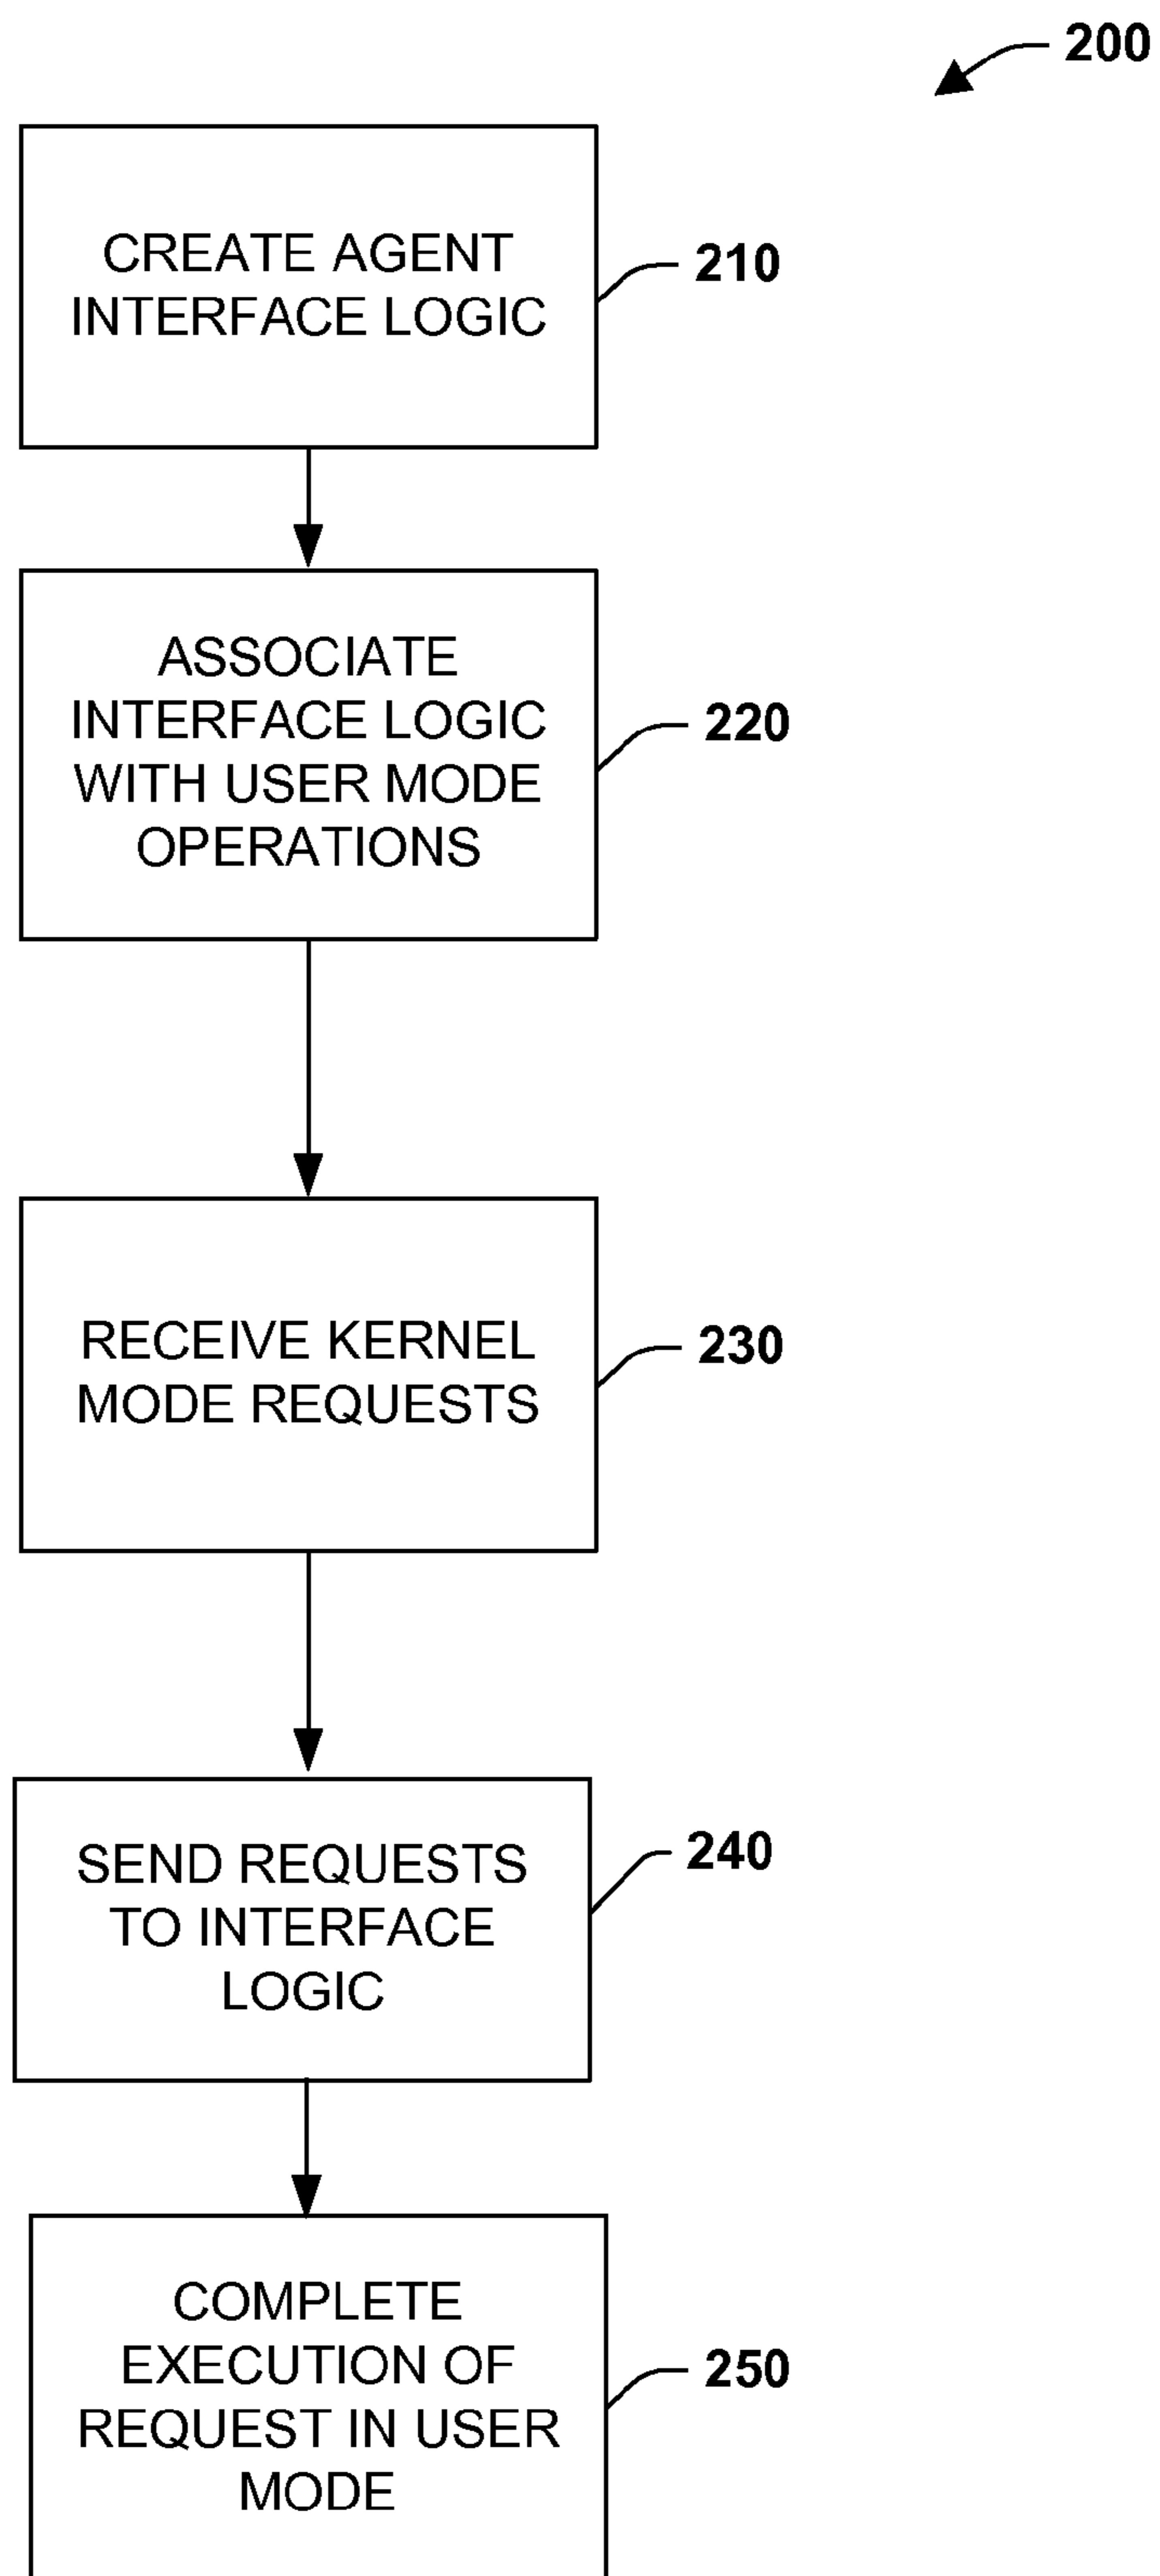 200
CREATE AGENT
INTERFACE LOGIC
210
ASSOCIATE
INTERFACE LOGIC
WITH USER MODE
OPERATIONS
220
RECEIVE KERNEL
MODE REQUESTS
230
SEND REQUESTS
TO INTERFACE
LOGIC
240
COMPLETE
EXECUTION OF
REQUEST IN USER
MODE
250